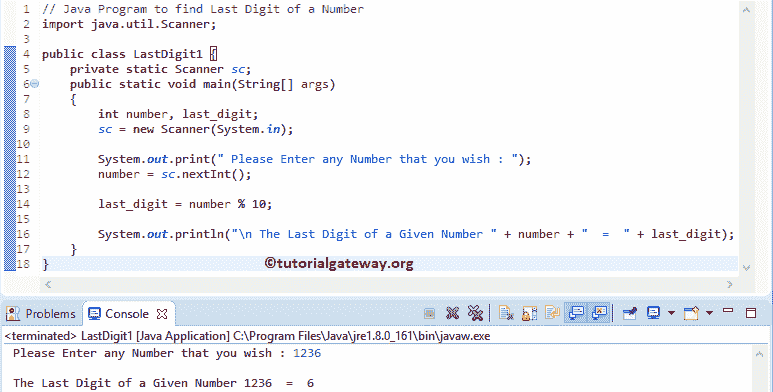 1 // Java Program to find Last Digit of a Number
2 import java.util.Scanner;
3
4 public class LastDigit1 {
5 private static Scanner sc;
6 public static void main(String[] args)
7 {
8 int number, last_digit;
9 sc = new Scanner(System.in);
10
11 System.out.print(" Please Enter any Number that you wish : ");
12 number = sc.nextInt();
13
14 last_digit = number % 10;
15
16 System.out.println("\n The Last Digit of a Given Number " + number + "  =  " + last_digit);
17 }
18 }
©tutorialgateway.org
Problems Console
<terminated> LastDigit1 [Java Application] C:\Program Files\Java\jre1.8.0_161\bin\javaw.exe
Please Enter any Number that you wish : 1236
The Last Digit of a Given Number 1236  =  6